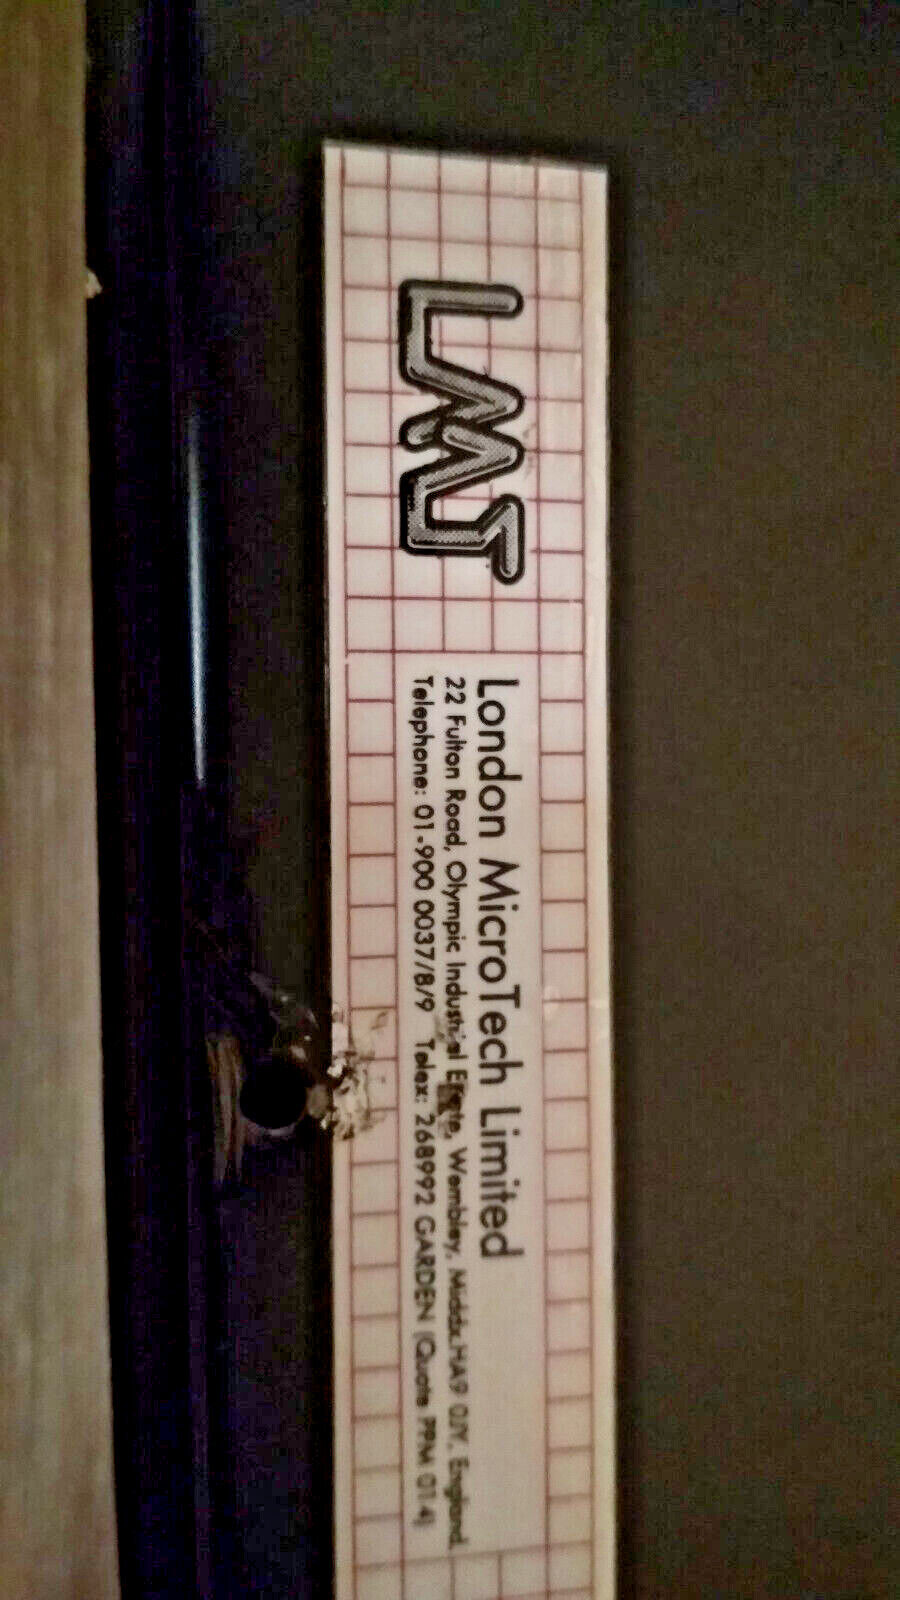 LMT
London MicroTech Limited
22 Fulton Road, Olympic Industrial Estate, Wembley, Middx. HA9 0JY, England.
Telephone: 01-900 0037/8/9 Telex: 268992 GARDEN (Quote PPM 014)